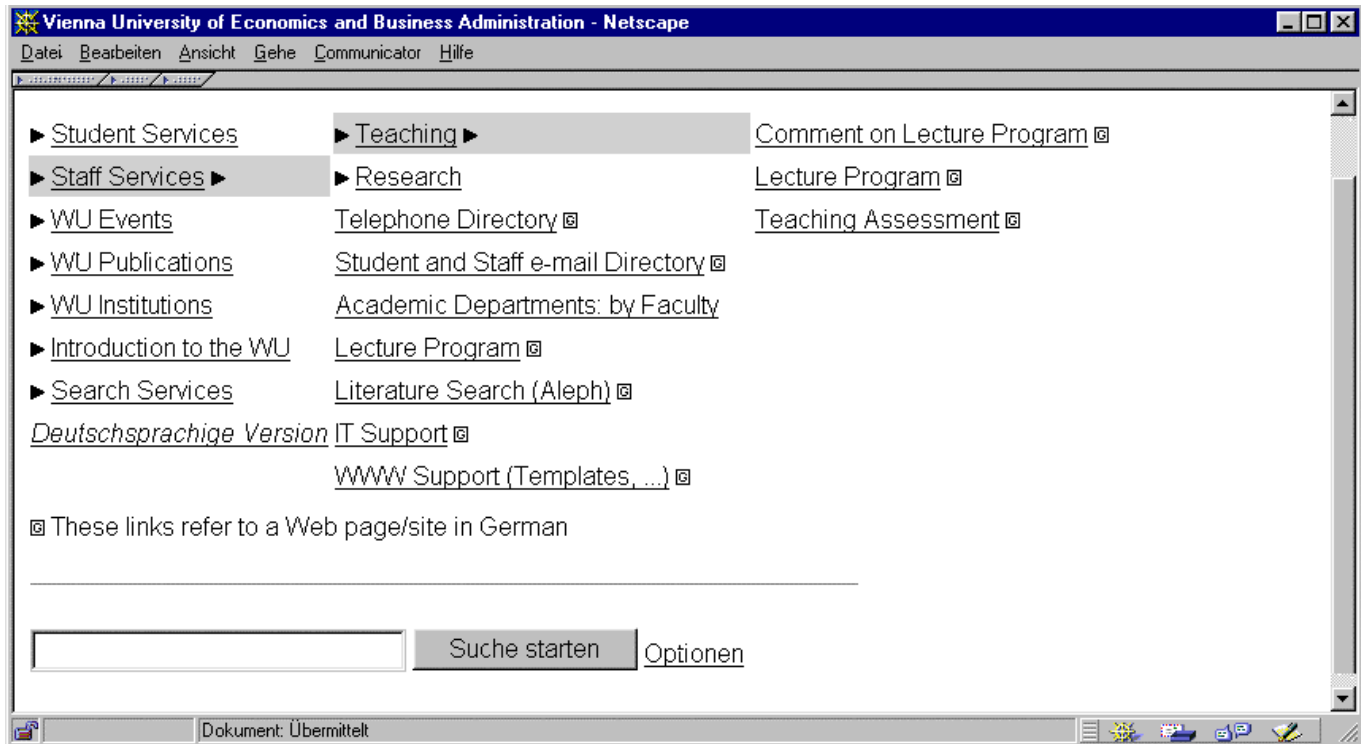 Vienna University of Economics and Business Administration - Netscape
Datei Bearbeiten Ansicht Gehe Communicator Hilfe
Student Services Teaching Comment on Lecture Program G
Staff Services Research Lecture Program G
WU Events Telephone Directory G Teaching Assessment G
WU Publications Student and Staff e-mail Directory G
WU Institutions Academic Departments: by Faculty
Introduction to the WU Lecture Program G
Search Services Literature Search (Aleph) G
Deutschsprachige Version IT Support G
WWW Support (Templates, ...) G
G These links refer to a Web page/site in German
Suche starten Optionen
Dokument: Übermittelt